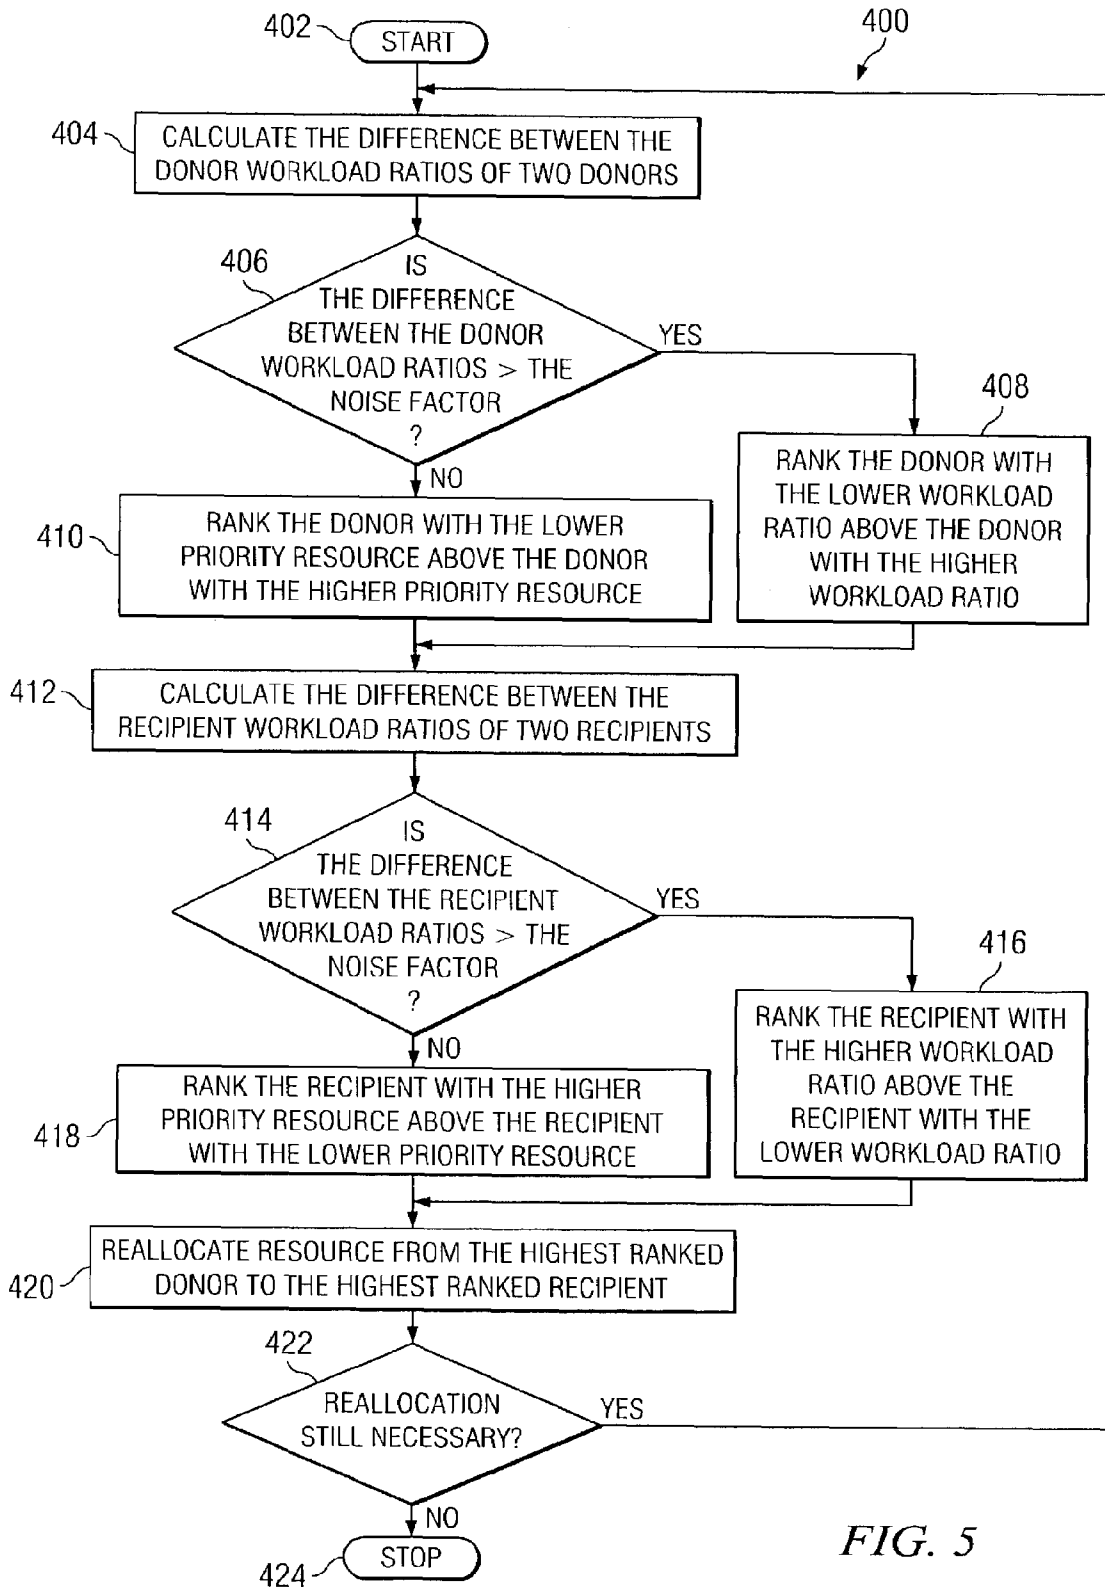 402
START
400
404
CALCULATE THE DIFFERENCE BETWEEN THE
DONOR WORKLOAD RATIOS OF TWO DONORS
406
IS
THE DIFFERENCE
BETWEEN THE DONOR
WORKLOAD RATIOS > THE
NOISE FACTOR
?
YES
NO
408
RANK THE DONOR WITH
THE LOWER WORKLOAD
RATIO ABOVE THE DONOR
WITH THE HIGHER
WORKLOAD RATIO
410
RANK THE DONOR WITH THE LOWER
PRIORITY RESOURCE ABOVE THE DONOR
WITH THE HIGHER PRIORITY RESOURCE
412
CALCULATE THE DIFFERENCE BETWEEN THE
RECIPIENT WORKLOAD RATIOS OF TWO RECIPIENTS
414
IS
THE DIFFERENCE
BETWEEN THE RECIPIENT
WORKLOAD RATIOS > THE
NOISE FACTOR
?
YES
NO
416
RANK THE RECIPIENT WITH
THE HIGHER WORKLOAD
RATIO ABOVE THE
RECIPIENT WITH THE
LOWER WORKLOAD RATIO
418
RANK THE RECIPIENT WITH THE HIGHER
PRIORITY RESOURCE ABOVE THE RECIPIENT
WITH THE LOWER PRIORITY RESOURCE
420
REALLOCATE RESOURCE FROM THE HIGHEST RANKED
DONOR TO THE HIGHEST RANKED RECIPIENT
422
REALLOCATION
STILL NECESSARY?
YES
NO
424
STOP
FIG. 5